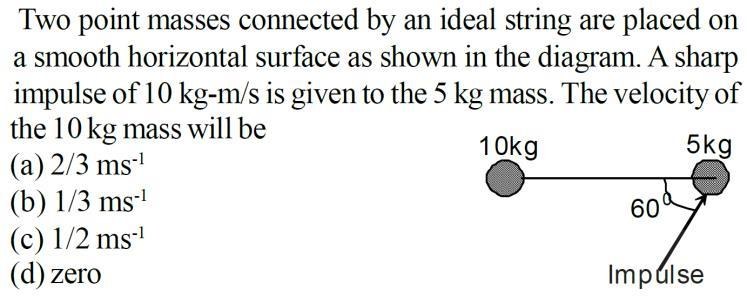 Two point masses connected by an ideal string are placed on
a smooth horizontal surface as shown in the diagram. A sharp
impulse of 10 kg-m/s is given to the 5 kg mass. The velocity of
the 10 kg mass will be
(a) 2/3 ms⁻¹
(b) 1/3 ms⁻¹
(c) 1/2 ms⁻¹
(d) zero
10kg
5kg
60⁰
Impulse